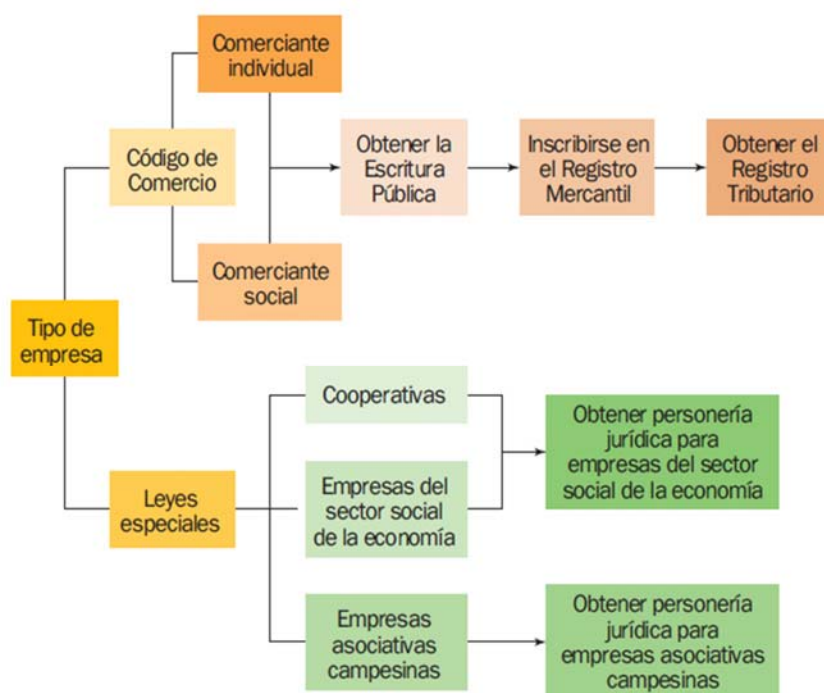 Comerciante
individual
Código de
Comercio
Obtener la
Escritura
Pública
Inscribirse en
el Registro
Mercantil
Obtener el
Registro
Tributario
Comerciante
social
Tipo de
empresa
Cooperativas
Obtener personería
jurídica para
empresas del sector
social de la economía
Leyes
especiales
Empresas del
sector social
de la economía
Empresas
asociativas
campesinas
Obtener personería
jurídica para
empresas asociativas
campesinas